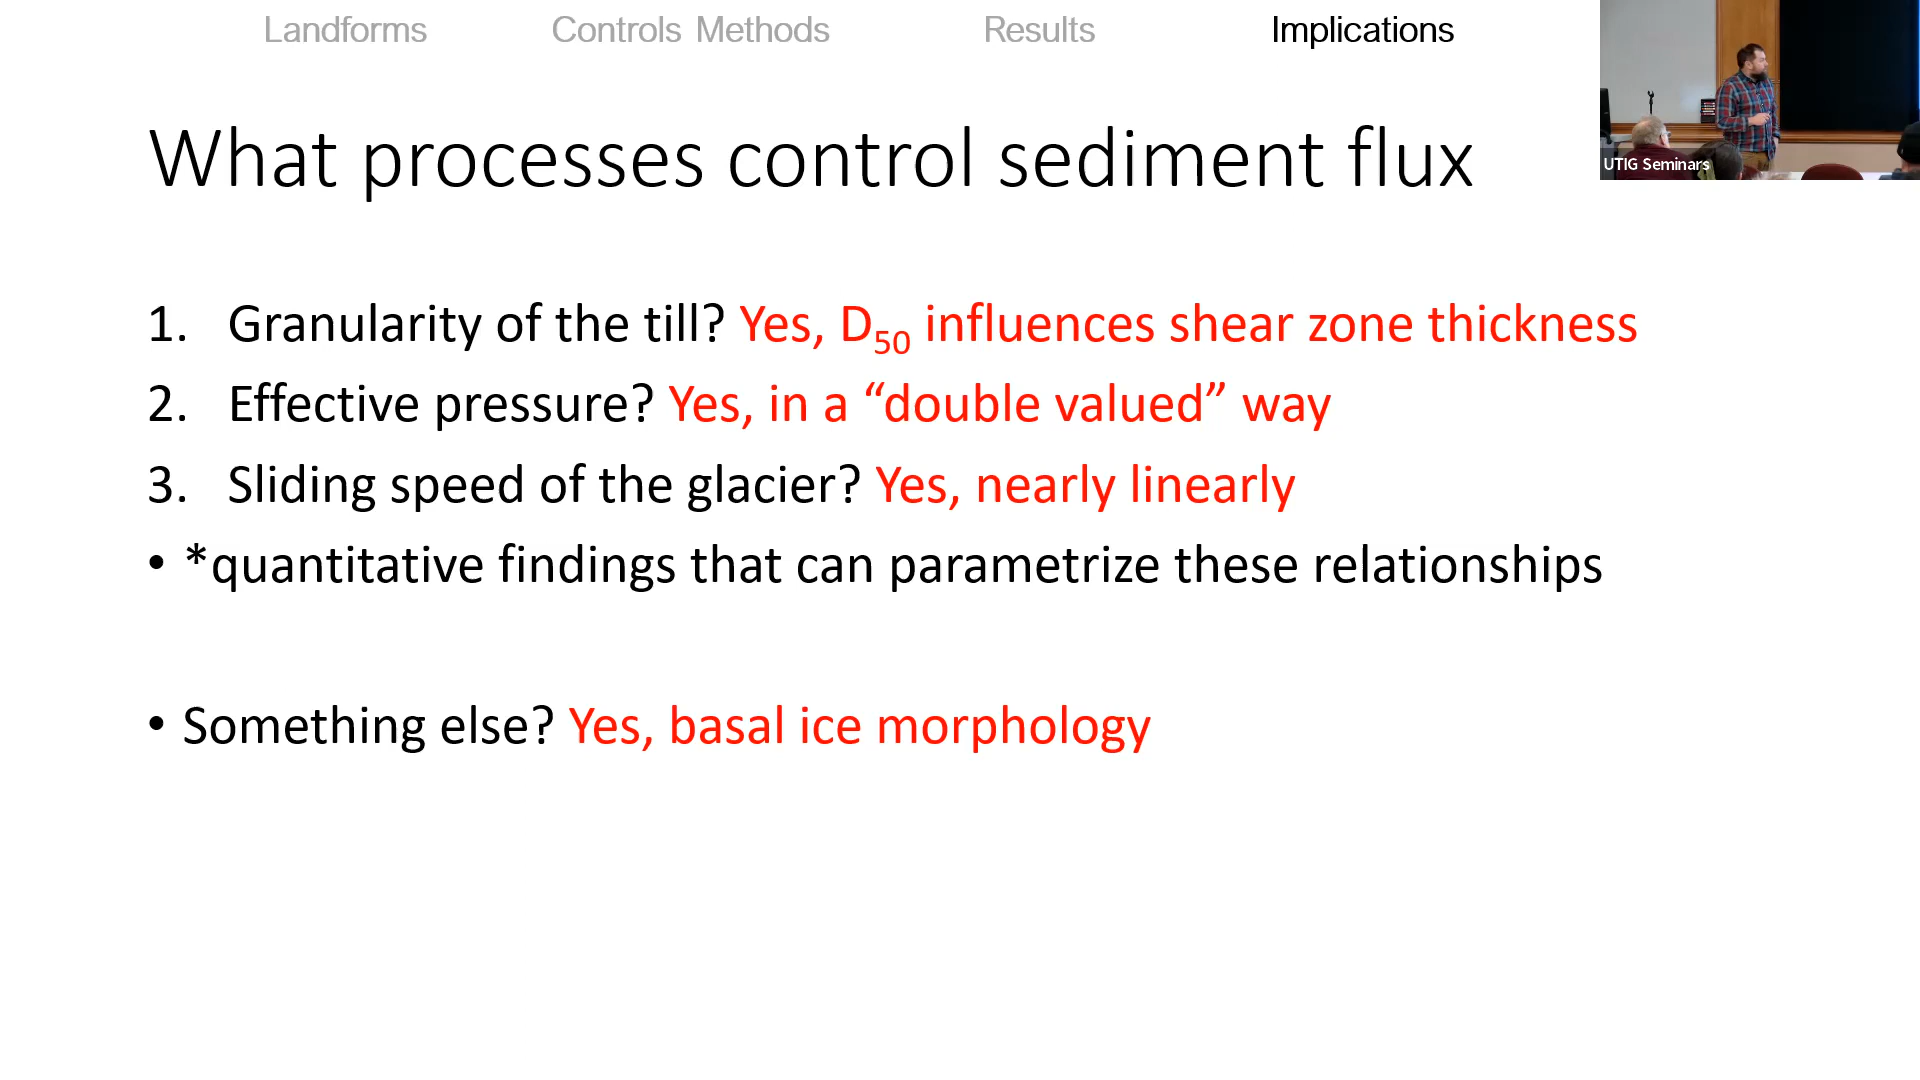 Landforms Controls Methods Results Implications
UTIG Seminars
What processes control sediment flux
1. Granularity of the till? Yes, D50 influences shear zone thickness
2. Effective pressure? Yes, in a “double valued” way
3. Sliding speed of the glacier? Yes, nearly linearly
• *quantitative findings that can parametrize these relationships
• Something else? Yes, basal ice morphology